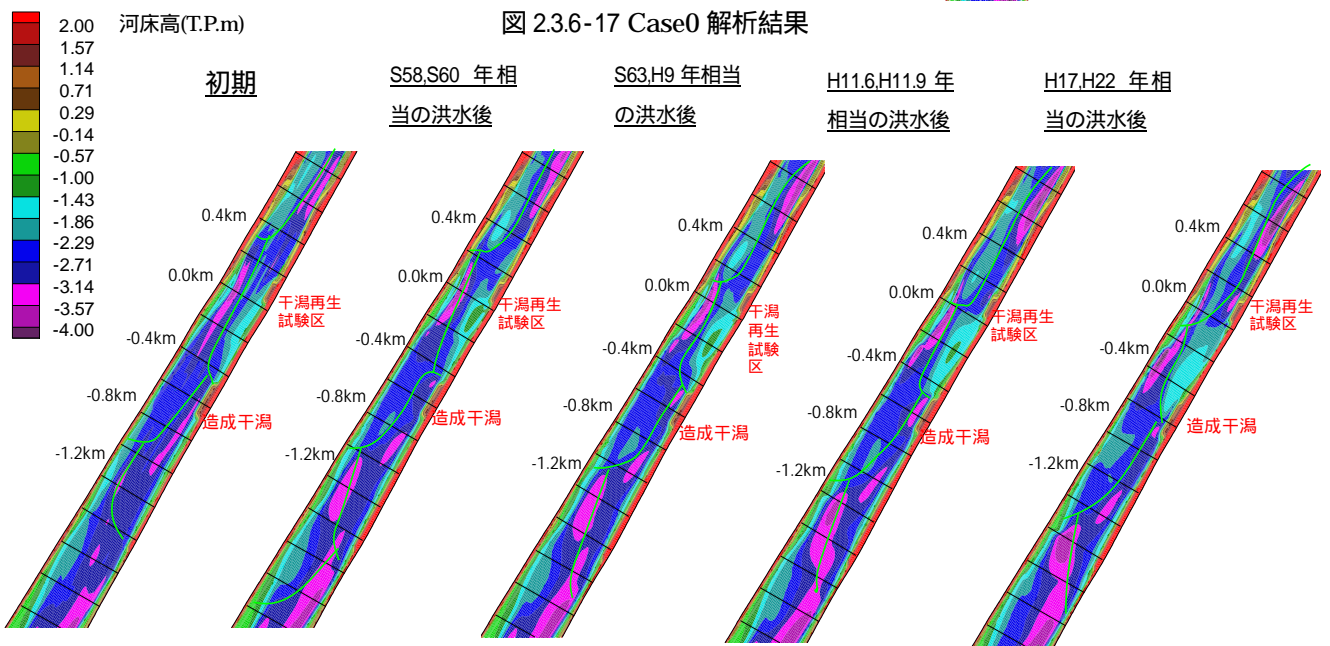 図 2.3.6-17 Case0 解析結果
河床高(T.P.m)
2.00
1.57
1.14
0.71
0.29
-0.14
-0.57
-1.00
-1.43
-1.86
-2.29
-2.71
-3.14
-3.57
-4.00
初期
0.4km
0.0km
-0.4km
-0.8km
-1.2km
干潟再生
試験区
造成干潟
S58,S60 年相
当の洪水後
0.4km
0.0km
-0.4km
-0.8km
-1.2km
干潟再生
試験区
造成干潟
S63,H9 年相当
の洪水後
0.4km
0.0km
-0.4km
-0.8km
-1.2km
干潟
再生
試験
区
造成干潟
H11.6,H11.9 年
相当の洪水後
0.4km
0.0km
-0.4km
-0.8km
-1.2km
干潟再生
試験区
造成干潟
H17,H22 年相
当の洪水後
0.4km
0.0km
-0.4km
-0.8km
-1.2km
干潟再生
試験区
造成干潟